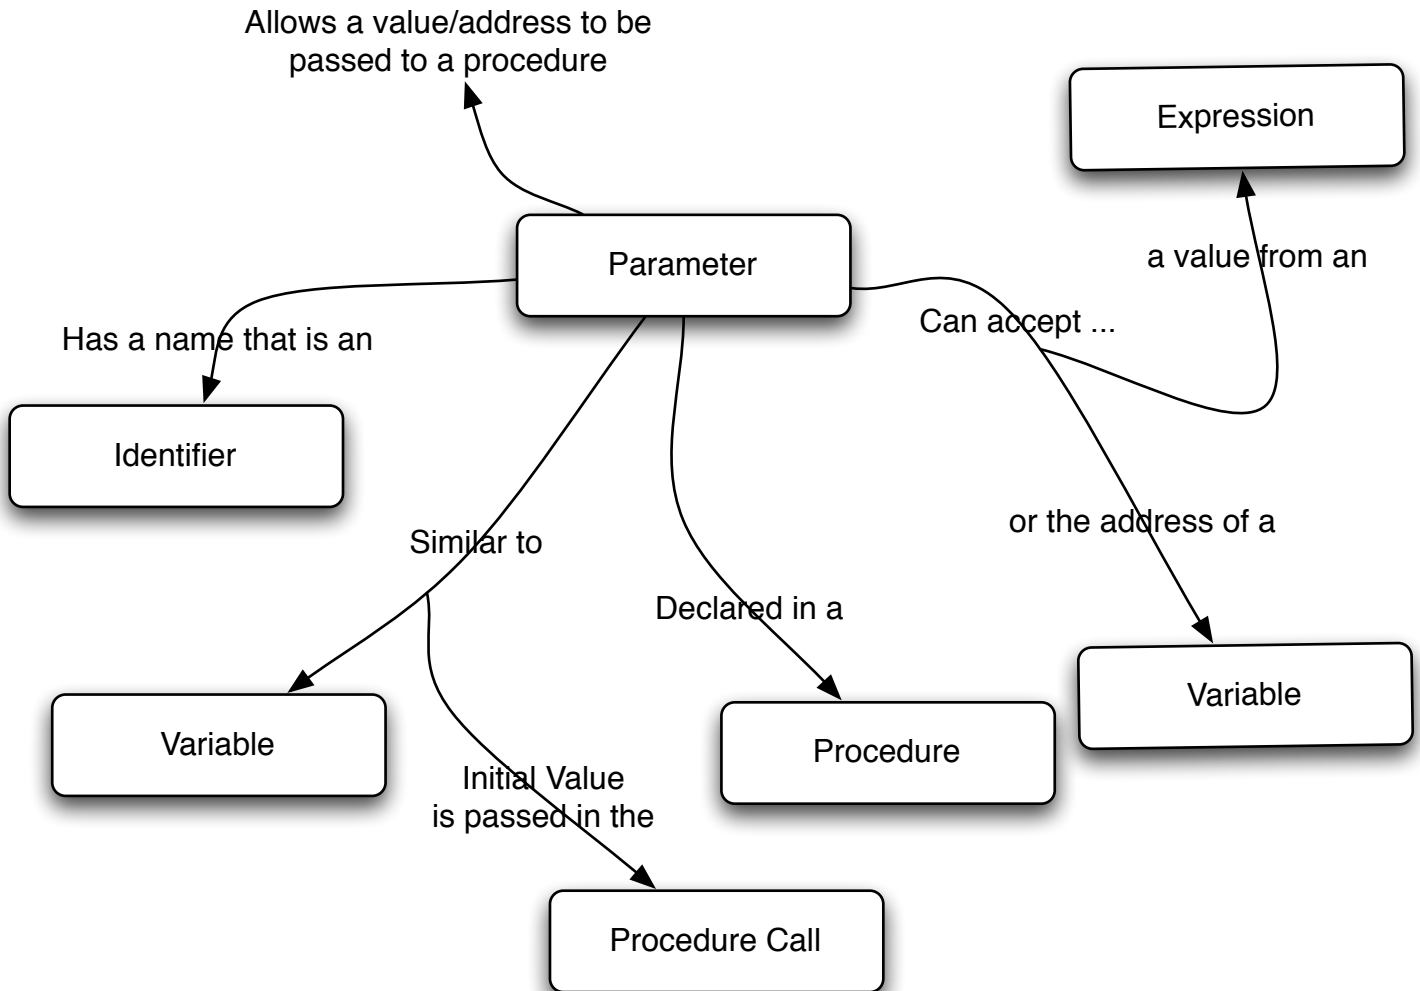 Allows a value/address to be
passed to a procedure
Expression
Parameter
a value from an
Can accept ...
Has a name that is an
Identifier
or the address of a
Similar to
Declared in a
Variable
Variable
Procedure
Initial Value
is passed in the
Procedure Call